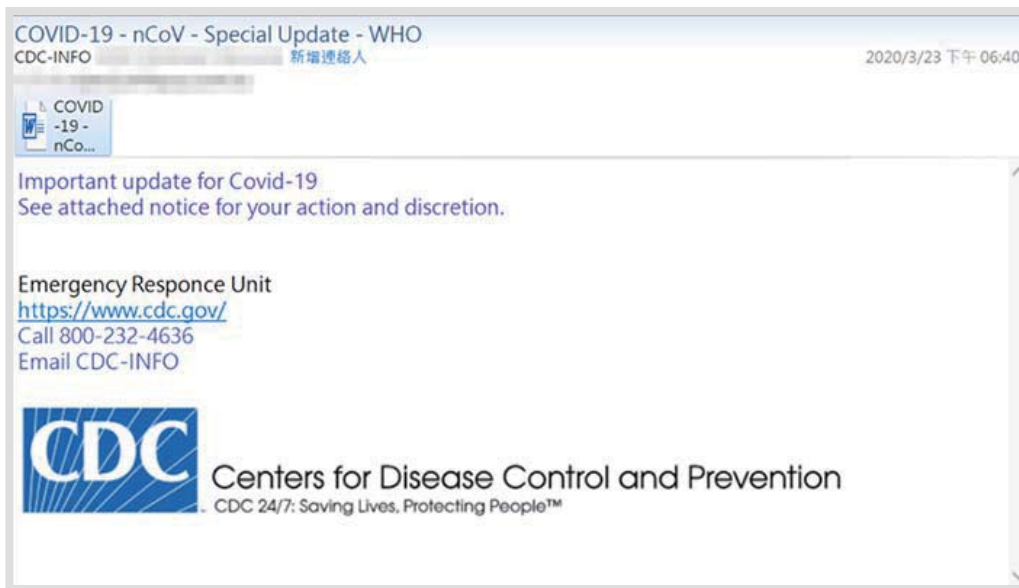 COVID-19 - nCoV - Special Update - WHO
CDC-INFO 新增連絡人 2020/3/23 下午 06:40
COVID
-19 -
nCo...
Important update for Covid-19
See attached notice for your action and discretion.
Emergency Responce Unit
https://www.cdc.gov/
Call 800-232-4636
Email CDC-INFO
CDC
Centers for Disease Control and Prevention
CDC 24/7: Saving Lives, Protecting People™